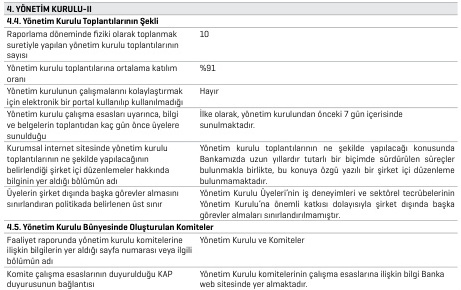 4. YÖNETİM KURULU-II
4.4. Yönetim Kurulu Toplantılarının Şekli
Raporlama döneminde fiziki olarak toplanmak suretiyle yapılan yönetim kurulu toplantılarının sayısı
10
Yönetim kurulu toplantılarına ortalama katılım oranı
%91
Yönetim kurulunun çalışmalarını kolaylaştırmak için elektronik bir portal kullanılıp kullanılmadığı
Hayır
Yönetim kurulu çalışma esasları uyarınca, bilgi ve belgelerin toplantıdan kaç gün önce üyelere sunulduğu
İlke olarak, yönetim kurulundan önceki 7 gün içerisinde sunulmaktadır.
Kurumsal internet sitesinde yönetim kurulu toplantılarının ne şekilde yapılacağının belirlendiği şirket içi düzenlemeler hakkında bilginin yer aldığı bölümün adı
Yönetim kurulu toplantılarının ne şekilde yapılacağı konusunda Bankamızda uzun yıllardır tutarlı bir biçimde sürdürülen süreçler bulunmakla birlikte, bu konuya özgü yazılı bir şirket içi düzenleme bulunmamaktadır.
Üyelerin şirket dışında başka görevler almasını sınırlandıran politikada belirlenen üst sınır
Yönetim Kurulu Üyeleri'nin iş deneyimleri ve sektörel tecrübelerinin Yönetim Kurulu'na önemli katkısı dolayısıyla şirket dışında başka görevler almaları sınırlandırılmamıştır.
4.5. Yönetim Kurulu Bünyesinde Oluşturulan Komiteler
Faaliyet raporunda yönetim kurulu komitelerine ilişkin bilgilerin yer aldığı sayfa numarası veya ilgili bölümün adı
Yönetim Kurulu ve Komiteler
Komite çalışma esaslarının duyurulduğu KAP duyurusunun bağlantısı
Yönetim Kurulu komitelerinin çalışma esaslarına ilişkin bilgi Banka web sitesinde yer almaktadır.